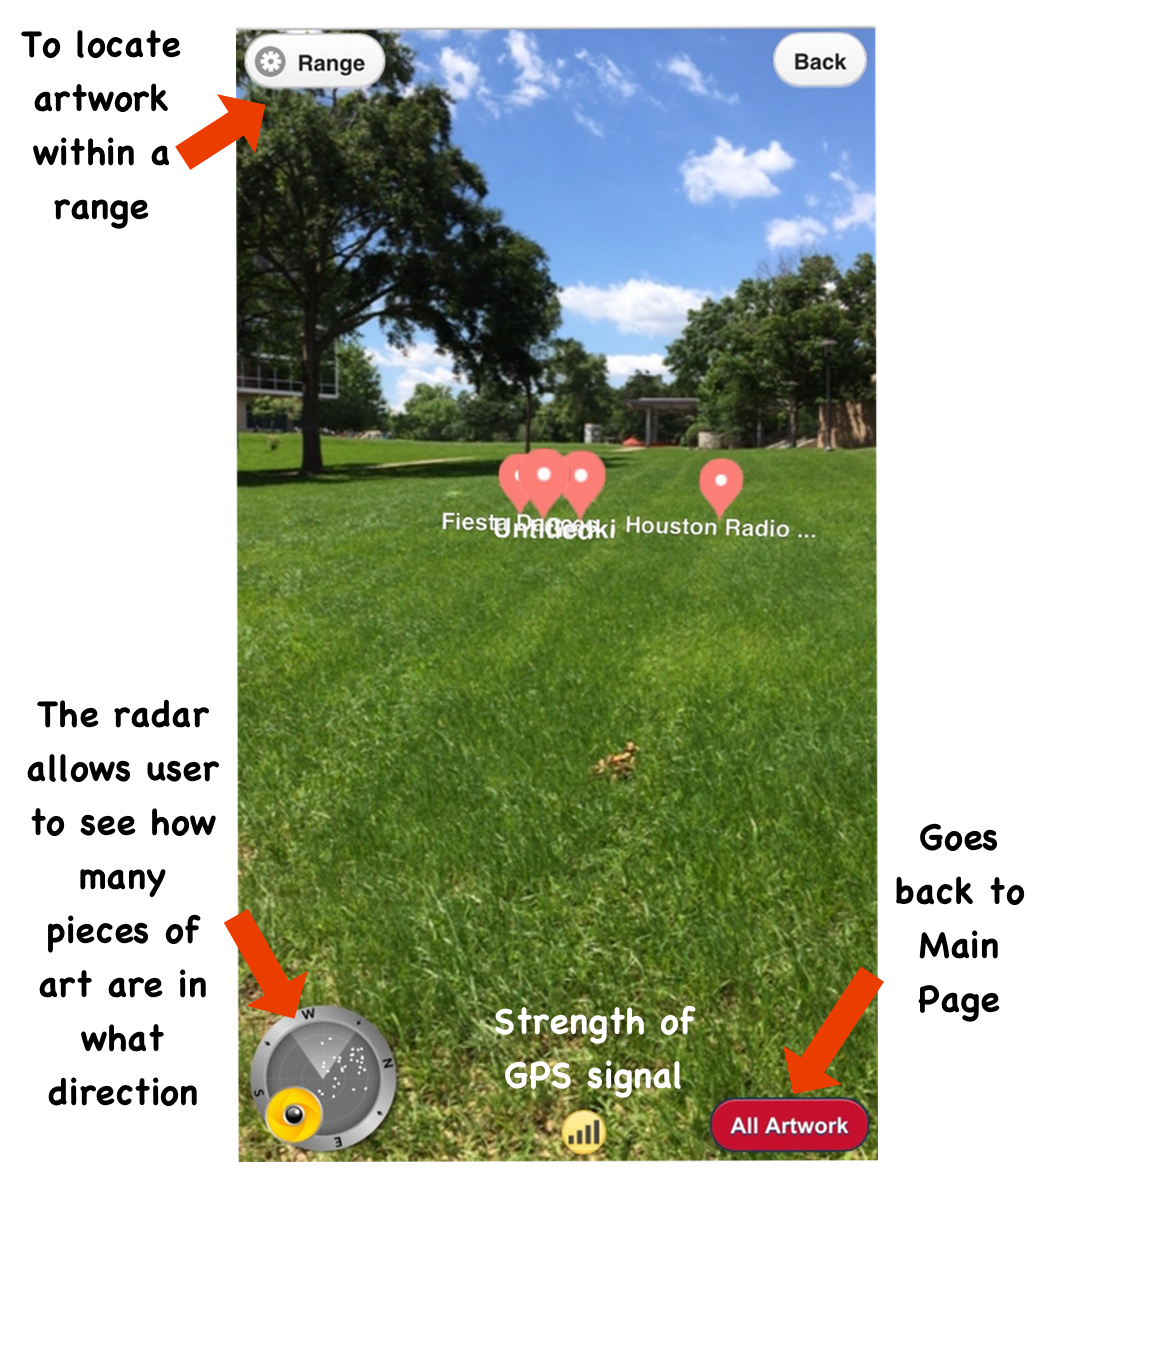 To locate
artwork
within a
range
Range
Back
Fiesta
Houston Radio ...
The radar
allows user
to see how
many
pieces of
art are in
what
direction
Goes
back to
Main
Page
Strength of
GPS signal
W
N
S
E
All Artwork